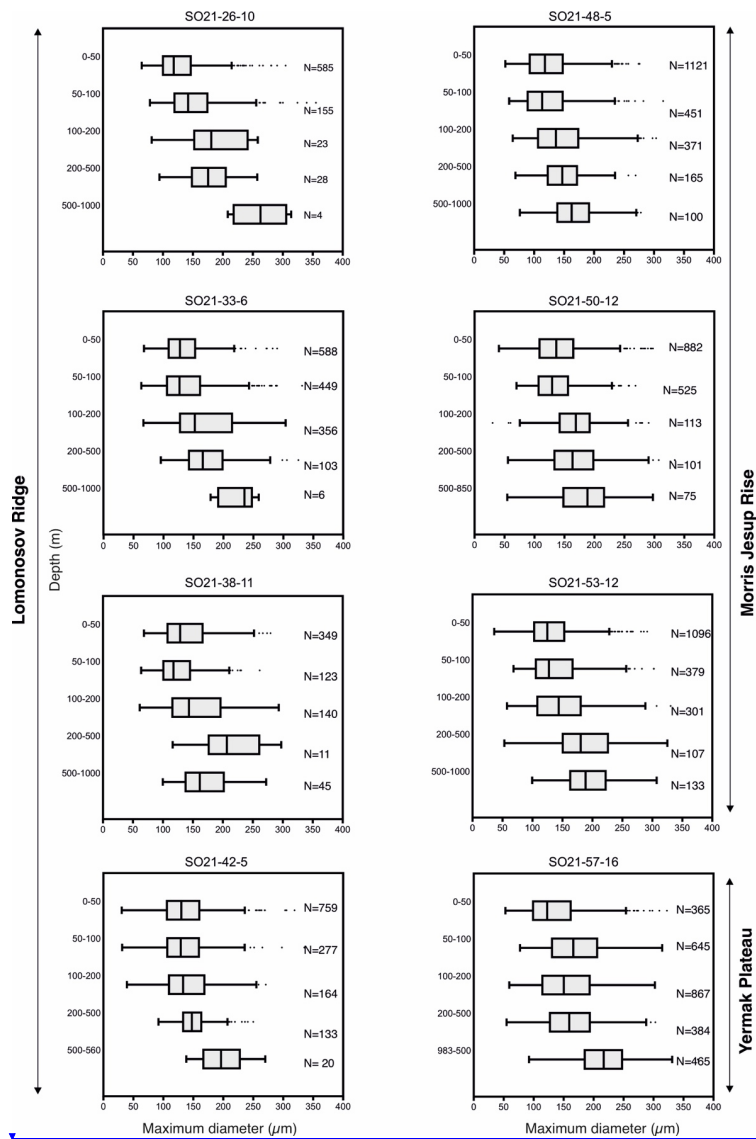 SO21-26-10
0-50
N=585
50-100
N=155
100-200
N=23
200-500
N=28
500-1000
N=4
0 50 100 150 200 250 300 350 400
SO21-33-6
0-50
N=588
50-100
N=449
100-200
N=356
200-500
N=103
500-1000
N=6
0 50 100 150 200 250 300 350 400
SO21-38-11
0-50
N=349
50-100
N=123
100-200
N=140
200-500
N=11
500-1000
N=45
0 50 100 150 200 250 300 350 400
SO21-42-5
0-50
N=759
50-100
N=277
100-200
N=164
200-500
N=133
500-560
N= 20
0 50 100 150 200 250 300 350 400
Maximum diameter (µm)
Lomonosov Ridge
Depth (m)
SO21-48-5
0-50
N=1121
50-100
N=451
100-200
N=371
200-500
N=165
500-1000
N=100
0 50 100 150 200 250 300 350 400
SO21-50-12
0-50
N=882
50-100
N=525
100-200
N=113
200-500
N=101
500-850
N=75
0 50 100 150 200 250 300 350 400
SO21-53-12
0-50
N=1096
50-100
N=379
100-200
N=301
200-500
N=107
500-1000
N=133
0 50 100 150 200 250 300 350 400
SO21-57-16
0-50
N=365
50-100
N=645
100-200
N=867
200-500
N=384
983-500
N=465
0 50 100 150 200 250 300 350 400
Maximum diameter (µm)
Morris Jesup Rise
Yermak Plateau